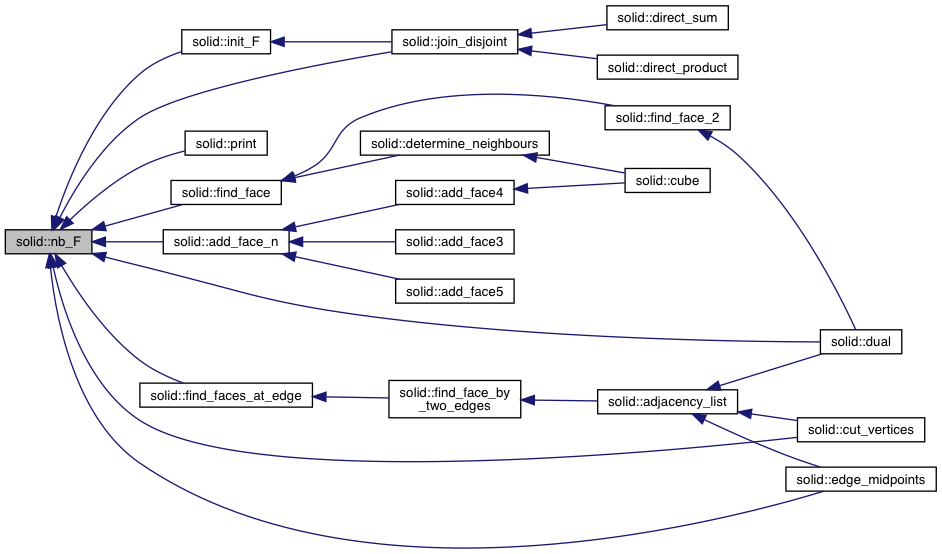 solid::direct_sum
solid::init_F
solid::join_disjoint
solid::direct_product
solid::find_face_2
solid::print
solid::determine_neighbours
solid::cube
solid::find_face
solid::add_face4
solid::nb_F
solid::add_face_n
solid::add_face3
solid::add_face5
solid::dual
solid::find_faces_at_edge
solid::find_face_by
_two_edges
solid::adjacency_list
solid::cut_vertices
solid::edge_midpoints